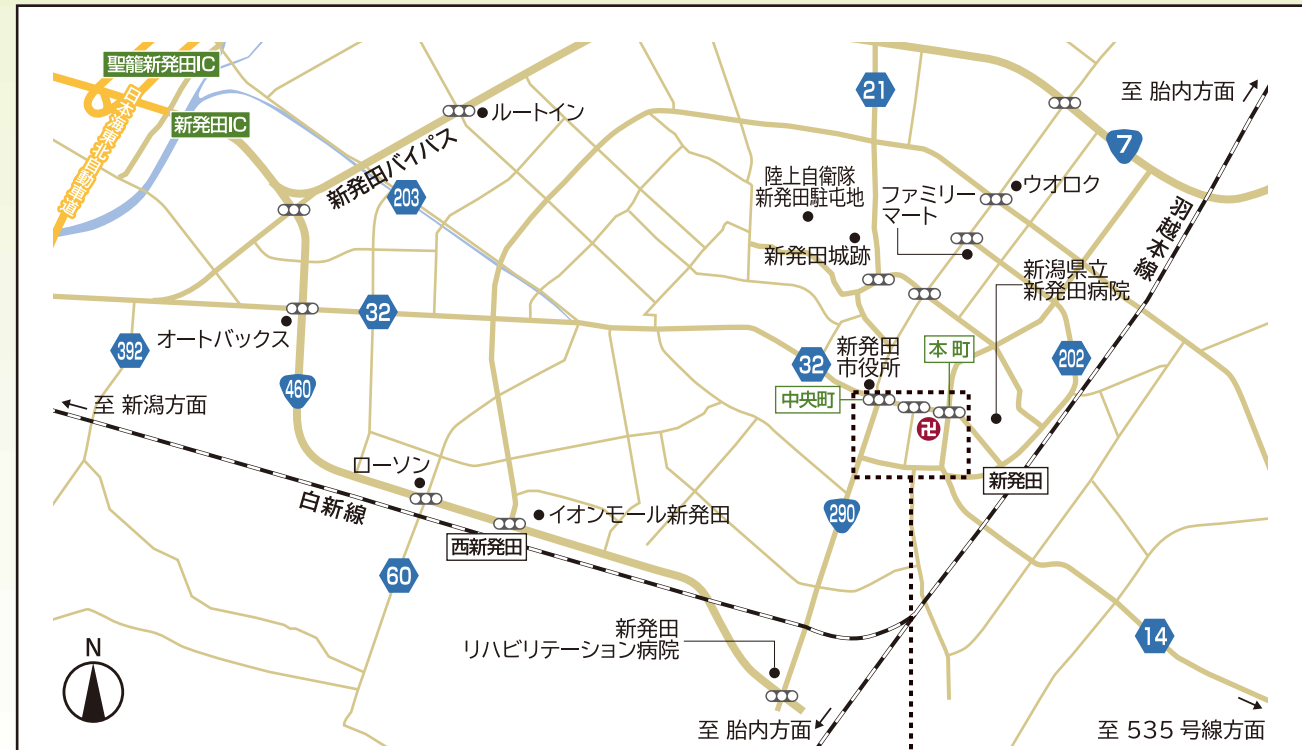 聖籠新発田IC
日本海東北自動車道
新発田IC
ルートイン
新発田バイパス
203
21
至 胎内方面
7
陸上自衛隊
新発田駐屯地
ファミリー
マート
ウオロク
新発田城跡
羽越本線
新潟県立
新発田病院
32
オートバックス
392
460
32
新発田
市役所
本町
202
中央町
卍
至 新潟方面
ローソン
白新線
イオンモール新発田
西新発田
290
新発田
60
新発田
リハビリテーション病院
14
N
至 胎内方面
至 535 号線方面